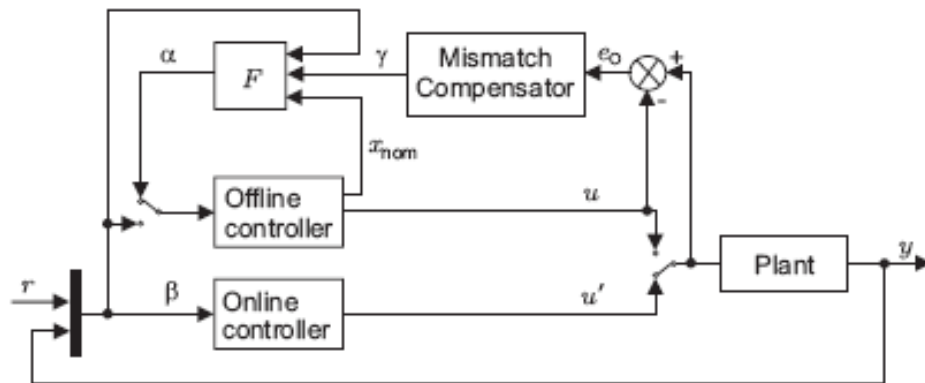 α
F
γ
Mismatch
Compensator
e_o
+
-
x_nom
Offline
controller
u
r
β
Online
controller
u'
Plant
y